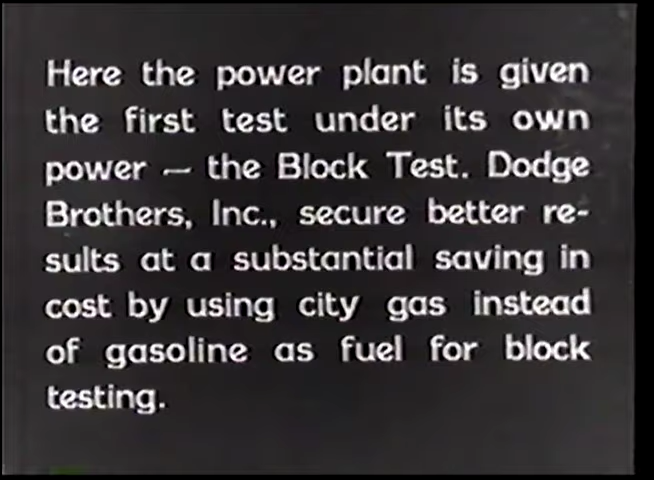 Here the power plant is given
the first test under its own
power — the Block Test. Dodge
Brothers, Inc., secure better re-
sults at a substantial saving in
cost by using city gas instead
of gasoline as fuel for block
testing.